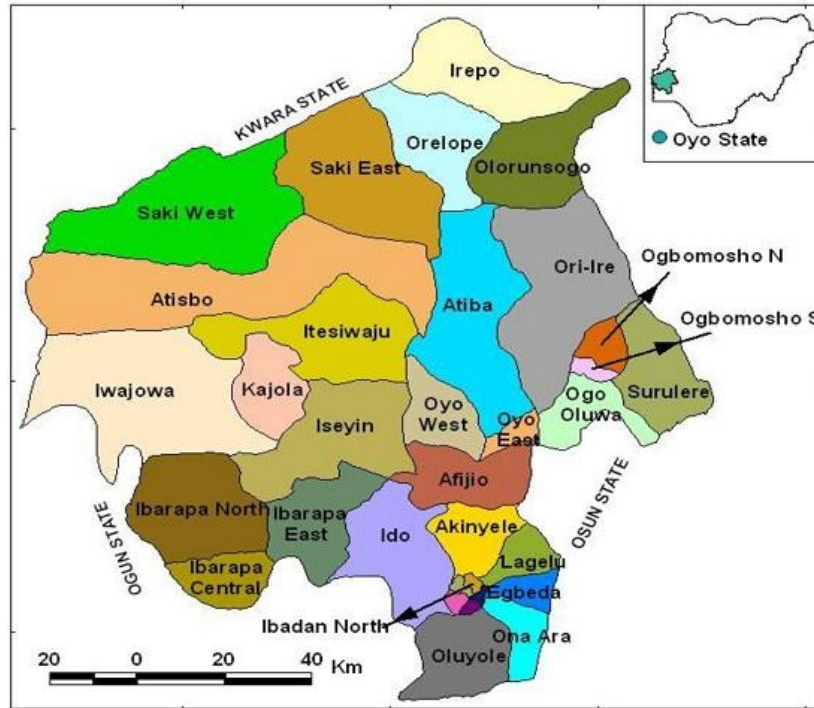 Irepo
KWARA STATE
Orelope
Saki East
Olorunsogo
Oyo State
Saki West
Ogbomosho N
Ori-Ire
Atisbo
Atiba
Itesiwaju
Ogbomosho S
Iwajowa
Kajola
Oyo
West
Ogo
Oluwa
Surulere
Iseyin
Oyo
East
Afijio
Ibarapa North
Ibarapa
East
Ido
Akinyele
OSUN STATE
OGUN STATE
Lagelu
Ibarapa
Central
Egbeda
Ibadan North
Ona Ara
Oluyole
20 0 20 40 Km